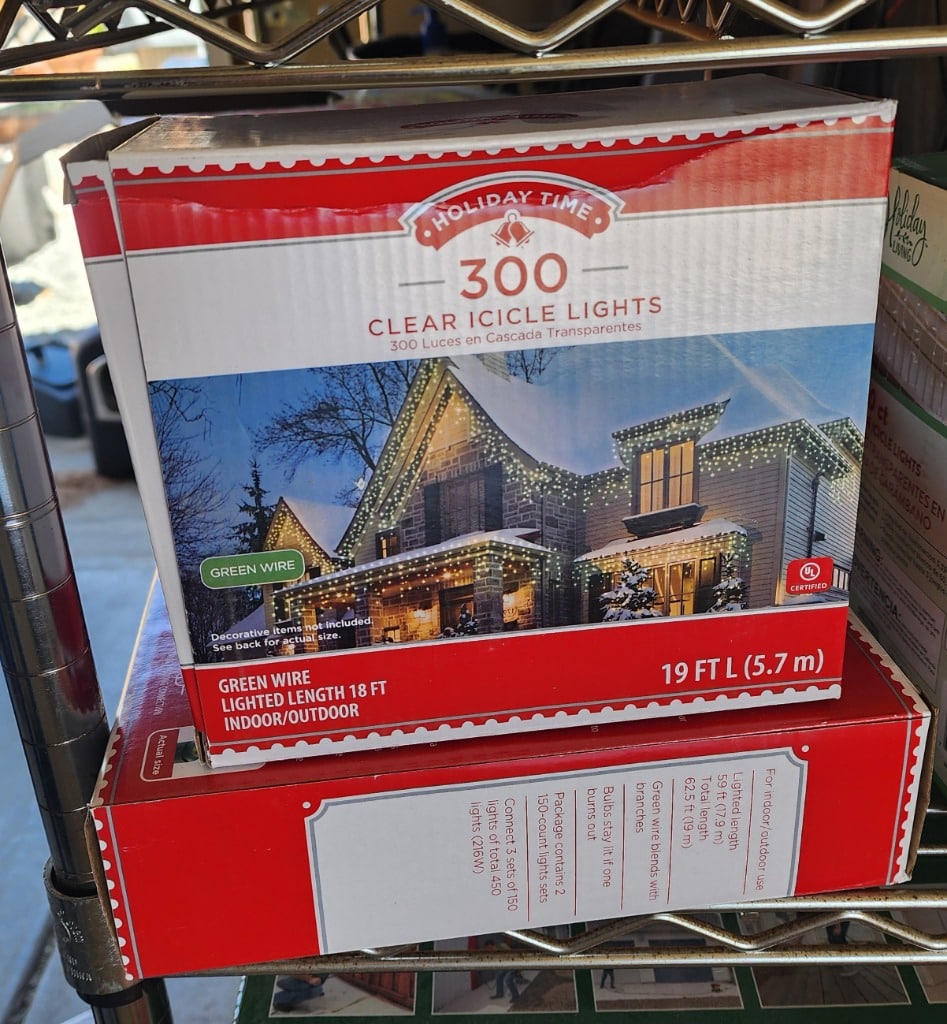 HOLIDAY TIME
300
CLEAR ICICLE LIGHTS
300 Luces en Cascada Transparentes
GREEN WIRE
UL
CERTIFIED
Decorative items not included.
See back for actual size.
GREEN WIRE
LIGHTED LENGTH 18 FT
INDOOR/OUTDOOR
19 FT L (5.7 m)
Actual size
For indoor/outdoor use
Lighted length
59 ft (17.9 m)
Total length
62.5 ft (19 m)
Green wire blends with
branches
Bulbs stay lit if one
burns out
Package contains 2
150-count lights sets
Connect 3 sets of 150
lights of total 450
lights (216W)
Holiday
LIVING
ct
ICICLE LIGHTS